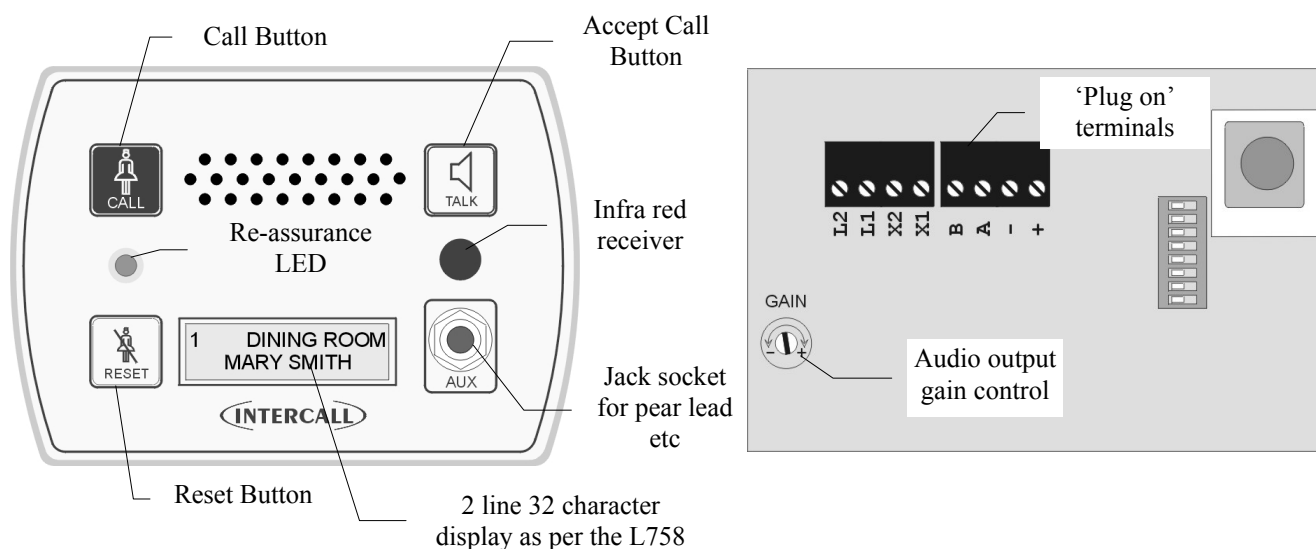 Call Button
Accept Call
Button
CALL
TALK
Re-assurance
LED
Infra red
receiver
1 DINING ROOM
MARY SMITH
RESET
AUX
INTERCALL
Jack socket
for pear lead
etc
Reset Button
2 line 32 character
display as per the L758
‘Plug on’
terminals
L2 L1 X2 X1 B A - +
GAIN
- +
Audio output
gain control